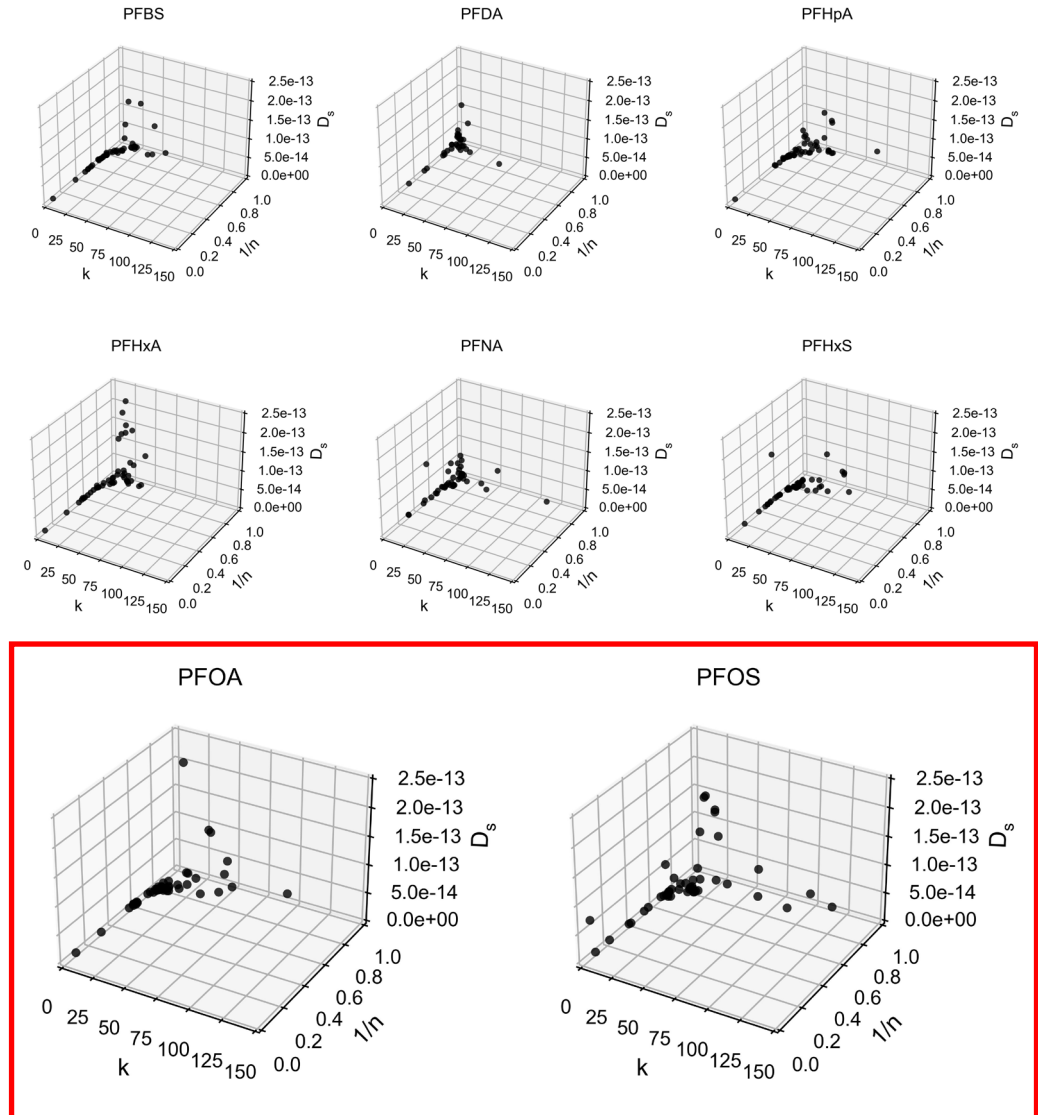 PFBS PFDA PFHpA
2.5e-13 2.5e-13 2.5e-13
2.0e-13 2.0e-13 2.0e-13
1.5e-13 1.5e-13 1.5e-13
D_s D_s D_s
1.0e-13 1.0e-13 1.0e-13
5.0e-14 5.0e-14 5.0e-14
0.0e+00 0.0e+00 0.0e+00
1.0 1.0 1.0
0.8 0.8 0.8
0.6 0.6 0.6
0 25 50 75 100 125 150 0.0 0.2 0.4 1/n 0 25 50 75 100 125 150 0.0 0.2 0.4 1/n 0 25 50 75 100 125 150 0.0 0.2 0.4 1/n
k k k
PFHxA PFNA PFHxS
2.5e-13 2.5e-13 2.5e-13
2.0e-13 2.0e-13 2.0e-13
1.5e-13 1.5e-13 1.5e-13
D_s D_s D_s
1.0e-13 1.0e-13 1.0e-13
5.0e-14 5.0e-14 5.0e-14
0.0e+00 0.0e+00 0.0e+00
1.0 1.0 1.0
0.8 0.8 0.8
0.6 0.6 0.6
0 25 50 75 100 125 150 0.0 0.2 0.4 1/n 0 25 50 75 100 125 150 0.0 0.2 0.4 1/n 0 25 50 75 100 125 150 0.0 0.2 0.4 1/n
k k k
PFOA PFOS
2.5e-13 2.5e-13
2.0e-13 2.0e-13
1.5e-13 1.5e-13
D_s D_s
1.0e-13 1.0e-13
5.0e-14 5.0e-14
0.0e+00 0.0e+00
1.0 1.0
0.8 0.8
0.6 0.6
0 25 50 75 100 125 150 0.0 0.2 0.4 1/n 0 25 50 75 100 125 150 0.0 0.2 0.4 1/n
k k